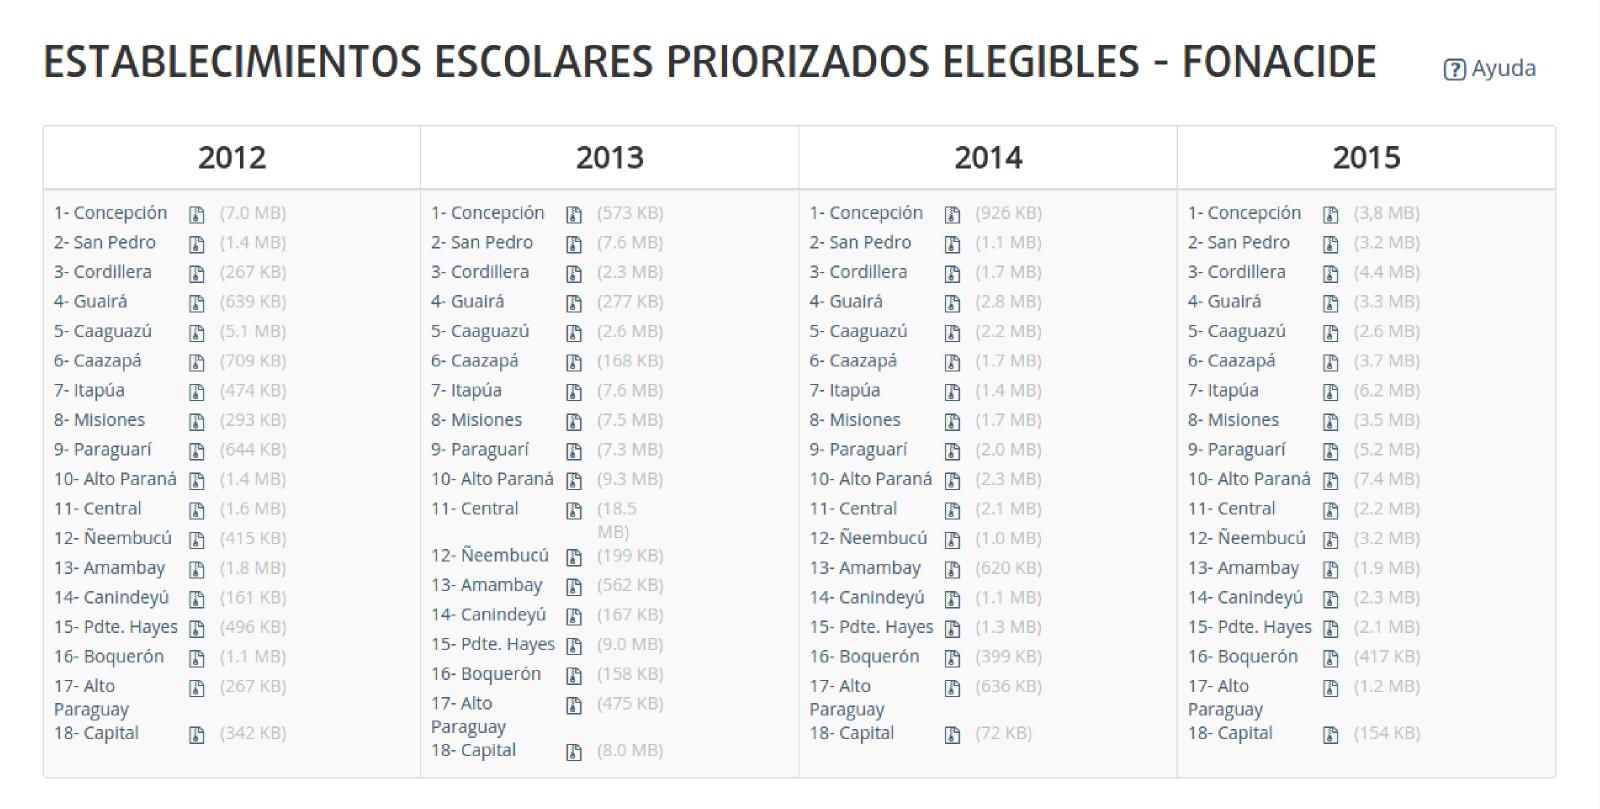 ESTABLECIMIENTOS ESCOLARES PRIORIZADOS ELEGIBLES - FONACIDE
Ayuda
2012
1- Concepción (7.0 MB)
2- San Pedro (1.4 MB)
3- Cordillera (267 KB)
4- Guairá (639 KB)
5- Caaguazú (5.1 MB)
6- Caazapá (709 KB)
7- Itapúa (474 KB)
8- Misiones (293 KB)
9- Paraguarí (644 KB)
10- Alto Paraná (1.4 MB)
11- Central (1.6 MB)
12- Ñeembucú (415 KB)
13- Amambay (1.8 MB)
14- Canindeyú (161 KB)
15- Pdte. Hayes (496 KB)
16- Boquerón (1.1 MB)
17- Alto (267 KB)
Paraguay
18- Capital (342 KB)
2013
1- Concepción (573 KB)
2- San Pedro (7.6 MB)
3- Cordillera (2.3 MB)
4- Guairá (277 KB)
5- Caaguazú (2.6 MB)
6- Caazapá (168 KB)
7- Itapúa (7.6 MB)
8- Misiones (7.5 MB)
9- Paraguarí (7.3 MB)
10- Alto Paraná (9.3 MB)
11- Central (18.5
MB)
12- Ñeembucú (199 KB)
13- Amambay (562 KB)
14- Canindeyú (167 KB)
15- Pdte. Hayes (9.0 MB)
16- Boquerón (158 KB)
17- Alto (475 KB)
Paraguay
18- Capital (8.0 MB)
2014
1- Concepción (926 KB)
2- San Pedro (1.1 MB)
3- Cordillera (1.7 MB)
4- Guairá (2.8 MB)
5- Caaguazú (2.2 MB)
6- Caazapá (1.7 MB)
7- Itapúa (1.4 MB)
8- Misiones (1.7 MB)
9- Paraguarí (2.0 MB)
10- Alto Paraná (2.3 MB)
11- Central (2.1 MB)
12- Ñeembucú (1.0 MB)
13- Amambay (620 KB)
14- Canindeyú (1.1 MB)
15- Pdte. Hayes (1.3 MB)
16- Boquerón (399 KB)
17- Alto (636 KB)
Paraguay
18- Capital (72 KB)
2015
1- Concepción (3,8 MB)
2- San Pedro (3.2 MB)
3- Cordillera (4.4 MB)
4- Guairá (3.3 MB)
5- Caaguazú (2.6 MB)
6- Caazapá (3.7 MB)
7- Itapúa (6.2 MB)
8- Misiones (3.5 MB)
9- Paraguarí (5.2 MB)
10- Alto Paraná (7.4 MB)
11- Central (2.2 MB)
12- Ñeembucú (3.2 MB)
13- Amambay (1.9 MB)
14- Canindeyú (2.3 MB)
15- Pdte. Hayes (2.1 MB)
16- Boquerón (417 KB)
17- Alto (1.2 MB)
Paraguay
18- Capital (154 KB)